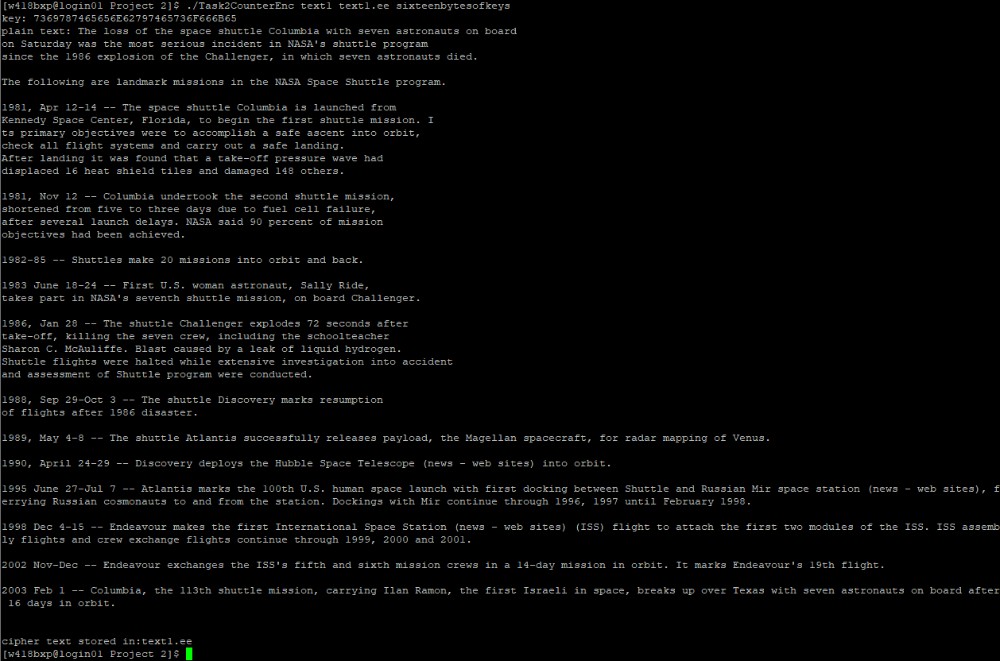 [w418bxp@login01 Project 2]$ ./Task2CounterEnc text1 text1.ee sixteenbytesofkeys
key: 7369787465656E62797465736F666B65
plain text: The loss of the space shuttle Columbia with seven astronauts on board
on Saturday was the most serious incident in NASA's shuttle program
since the 1986 explosion of the Challenger, in which seven astronauts died.

The following are landmark missions in the NASA Space Shuttle program.

1981, Apr 12-14 -- The space shuttle Columbia is launched from
Kennedy Space Center, Florida, to begin the first shuttle mission. I
ts primary objectives were to accomplish a safe ascent into orbit,
check all flight systems and carry out a safe landing.
After landing it was found that a take-off pressure wave had
displaced 16 heat shield tiles and damaged 148 others.

1981, Nov 12 -- Columbia undertook the second shuttle mission,
shortened from five to three days due to fuel cell failure,
after several launch delays. NASA said 90 percent of mission
objectives had been achieved.

1982-85 -- Shuttles make 20 missions into orbit and back.

1983 June 18-24 -- First U.S. woman astronaut, Sally Ride,
takes part in NASA's seventh shuttle mission, on board Challenger.

1986, Jan 28 -- The shuttle Challenger explodes 72 seconds after
take-off, killing the seven crew, including the schoolteacher
Sharon C. McAuliffe. Blast caused by a leak of liquid hydrogen.
Shuttle flights were halted while extensive investigation into accident
and assessment of Shuttle program were conducted.

1988, Sep 29-Oct 3 -- The shuttle Discovery marks resumption
of flights after 1986 disaster.

1989, May 4-8 -- The shuttle Atlantis successfully releases payload, the Magellan spacecraft, for radar mapping of Venus.

1990, April 24-29 -- Discovery deploys the Hubble Space Telescope (news - web sites) into orbit.

1995 June 27-Jul 7 -- Atlantis marks the 100th U.S. human space launch with first docking between Shuttle and Russian Mir space station (news - web sites), f
errying Russian cosmonauts to and from the station. Dockings with Mir continue through 1996, 1997 until February 1998.

1998 Dec 4-15 -- Endeavour makes the first International Space Station (news - web sites) (ISS) flight to attach the first two modules of the ISS. ISS assemb
ly flights and crew exchange flights continue through 1999, 2000 and 2001.

2002 Nov-Dec -- Endeavour exchanges the ISS's fifth and sixth mission crews in a 14-day mission in orbit. It marks Endeavour's 19th flight.

2003 Feb 1 -- Columbia, the 113th shuttle mission, carrying Ilan Ramon, the first Israeli in space, breaks up over Texas with seven astronauts on board after
 16 days in orbit.

cipher text stored in:text1.ee
[w418bxp@login01 Project 2]$